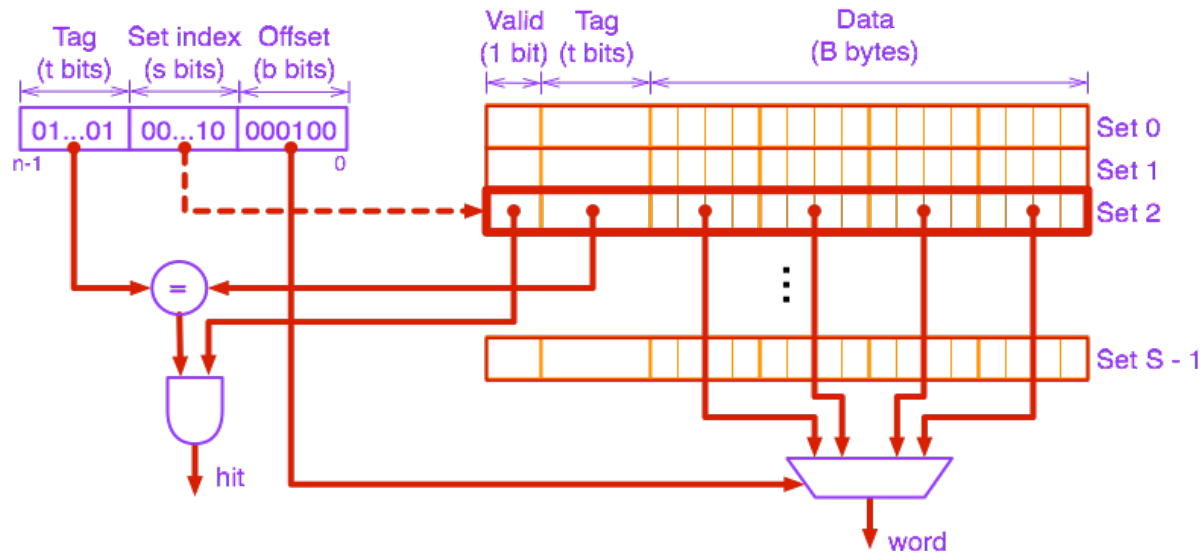 Tag Set index Offset
(t bits) (s bits) (b bits)
01...01 00...10 000100
n-1 0
Valid Tag Data
(1 bit) (t bits) (B bytes)
Set 0
Set 1
Set 2
=
Set S - 1
hit
word